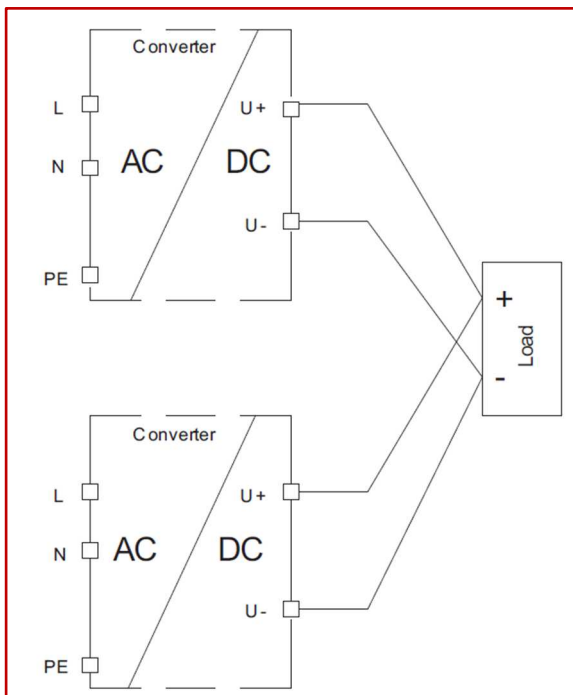 Converter
L
U+
N
AC
DC
U-
PE
+
Load
-
Converter
L
U+
N
AC
DC
U-
PE